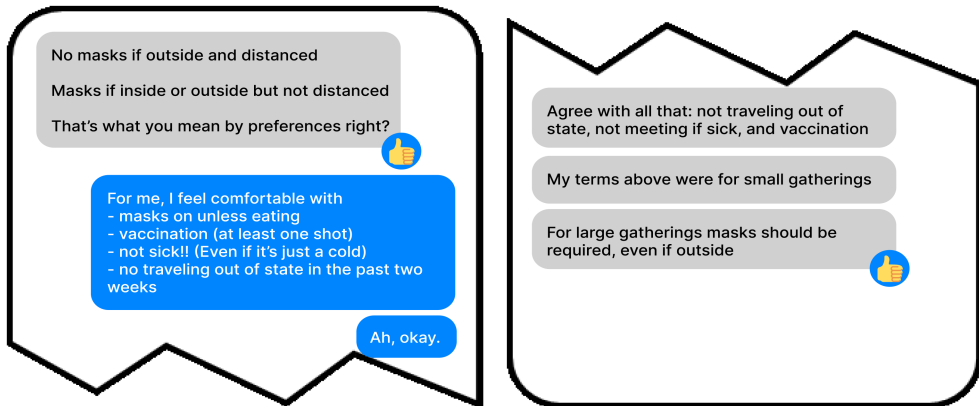 No masks if outside and distanced
Masks if inside or outside but not distanced
That’s what you mean by preferences right?
For me, I feel comfortable with
- masks on unless eating
- vaccination (at least one shot)
- not sick!! (Even if it’s just a cold)
- no traveling out of state in the past two
weeks
Ah, okay.
Agree with all that: not traveling out of
state, not meeting if sick, and vaccination
My terms above were for small gatherings
For large gatherings masks should be
required, even if outside